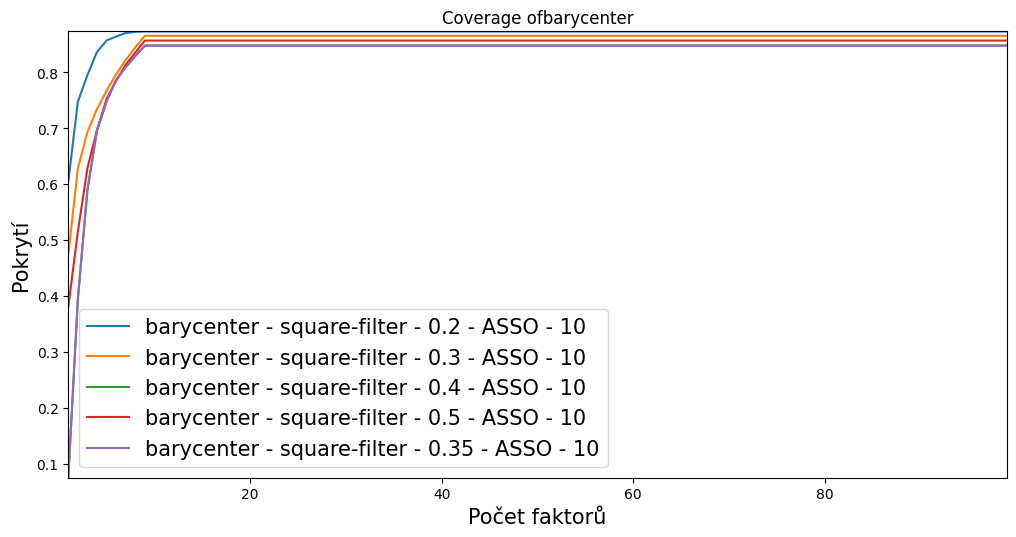 Coverage ofbarycenter
Pokrytí
0.8
0.7
0.6
0.5
0.4
0.3
0.2
0.1
barycenter - square-filter - 0.2 - ASSO - 10
barycenter - square-filter - 0.3 - ASSO - 10
barycenter - square-filter - 0.4 - ASSO - 10
barycenter - square-filter - 0.5 - ASSO - 10
barycenter - square-filter - 0.35 - ASSO - 10
20
40
60
80
Počet faktorů